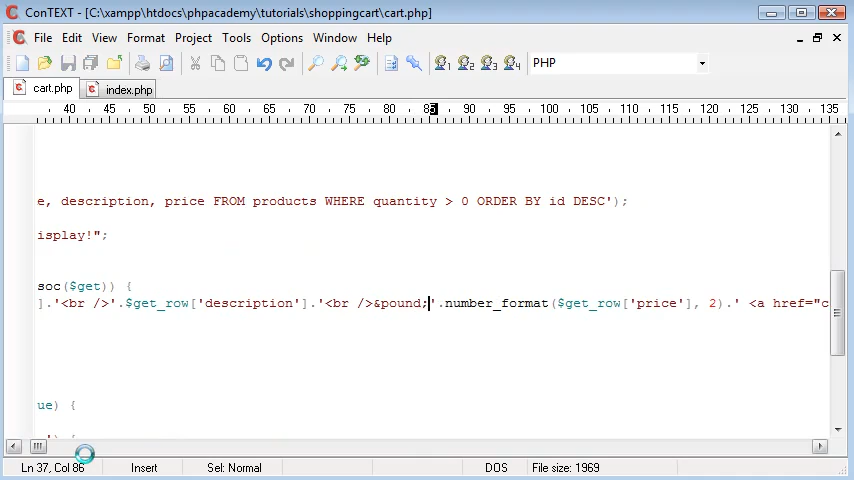 ConTEXT - [C:\xampp\htdocs\phpacademy\tutorials\shoppingcart\cart.php]
File Edit View Format Project Tools Options Window Help
1 2 3 4 PHP
cart.php index.php
40 45 50 55 60 65 70 75 80 85 90 95 100 105 110 115 120 125 130 135
e, description, price FROM products WHERE quantity > 0 ORDER BY id DESC');
isplay!";
soc($get)) {
].'<br />'.$get_row['description'].'<br />&pound;'.number_format($get_row['price'], 2).' <a href="c
ue) {
') {
Ln 37, Col 86 Insert Sel: Normal DOS File size: 1969